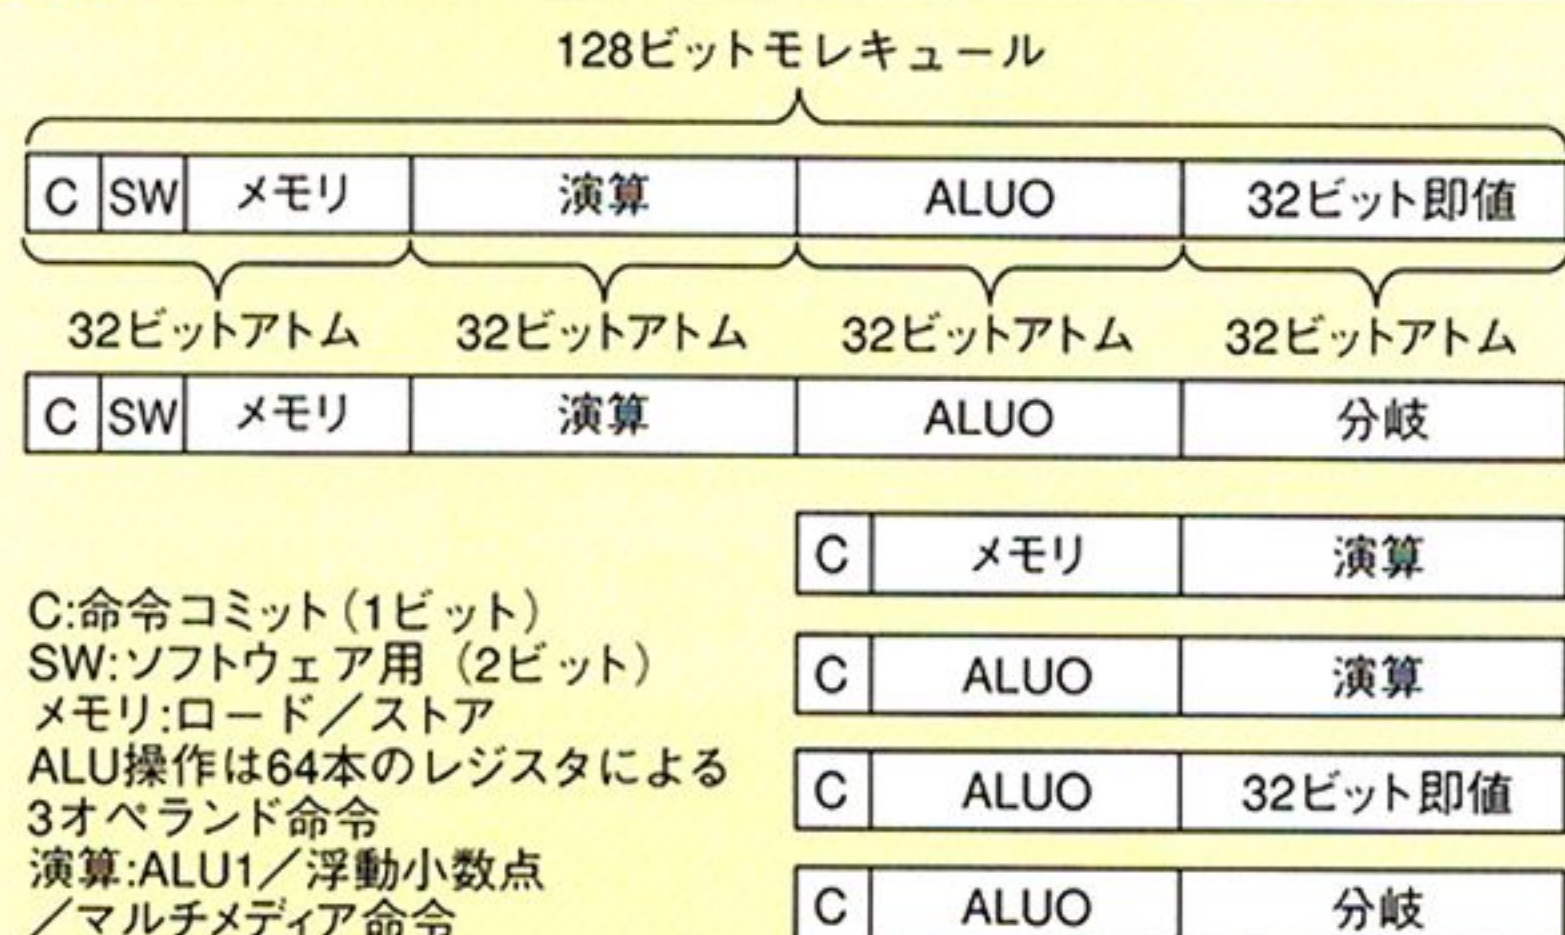 128ビットモレキュール
C SW メモリ 演算 ALUO 32ビット即値
32ビットアトム 32ビットアトム 32ビットアトム 32ビットアトム
C SW メモリ 演算 ALUO 分岐
C メモリ 演算
C ALUO 演算
C ALUO 32ビット即値
C ALUO 分岐
C:命令コミット(1ビット)
SW:ソフトウェア用(2ビット)
メモリ:ロード/ストア
ALU操作は64本のレジスタによる
3オペランド命令
演算:ALU1/浮動小数点
/マルチメディア命令